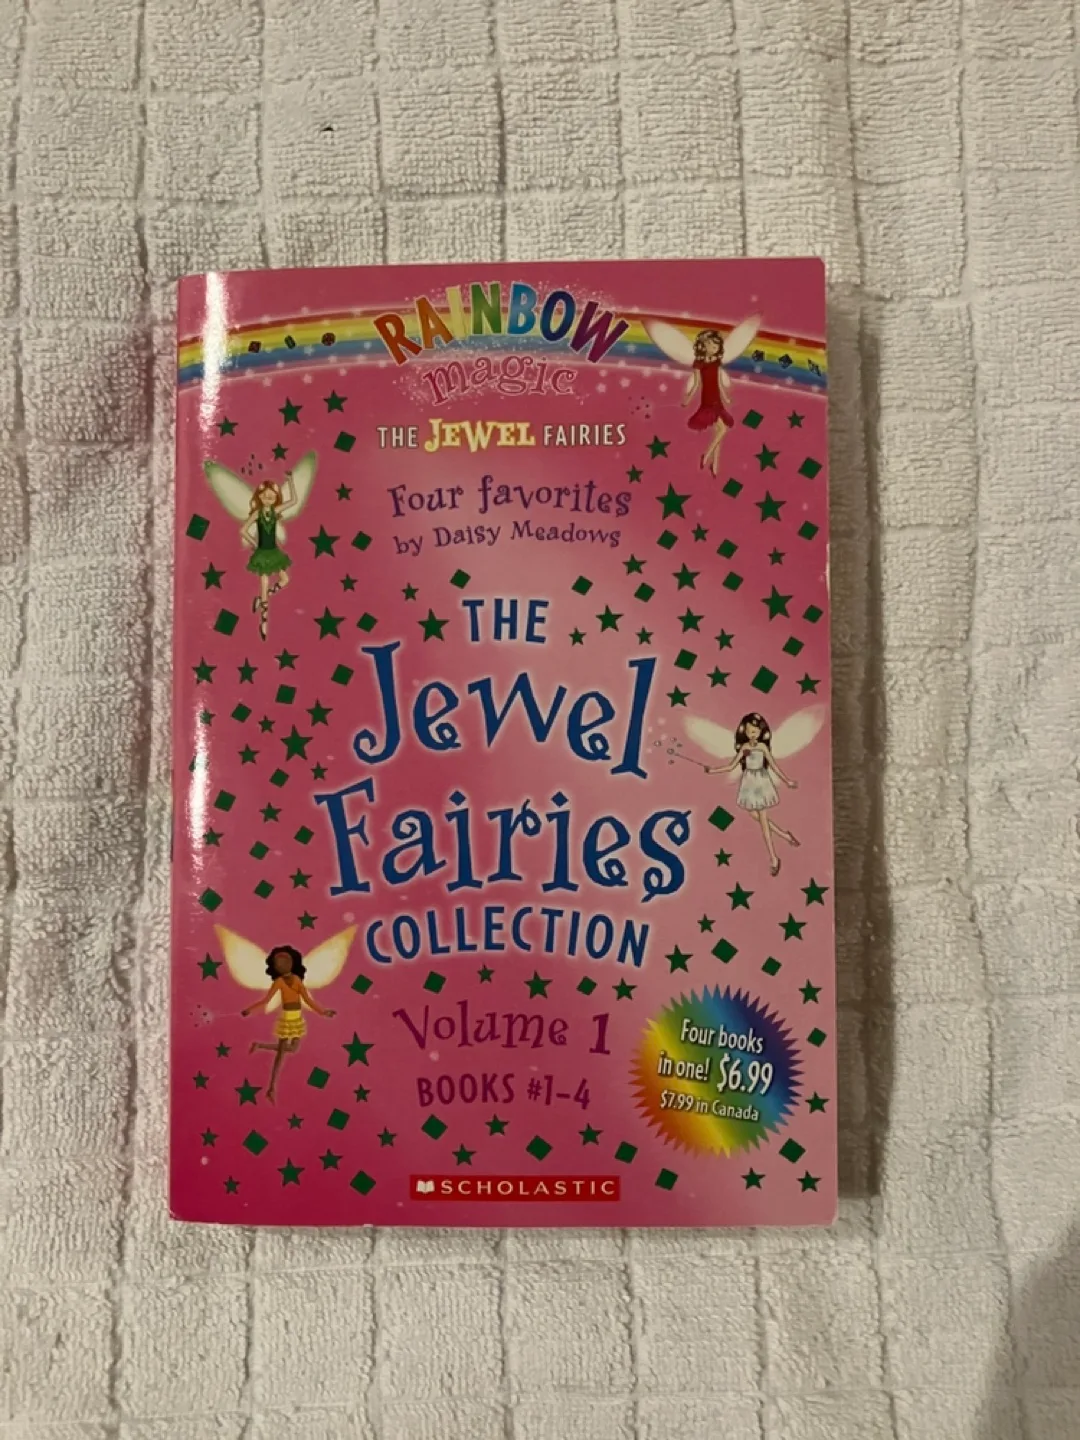 RAINBOW
magic
THE JEWEL FAIRIES
Four favorites
by Daisy Meadows
THE
Jewel
Fairies
COLLECTION
Volume 1
BOOKS #1–4
Four books
in one! $6.99
$7.99 in Canada
SCHOLASTIC